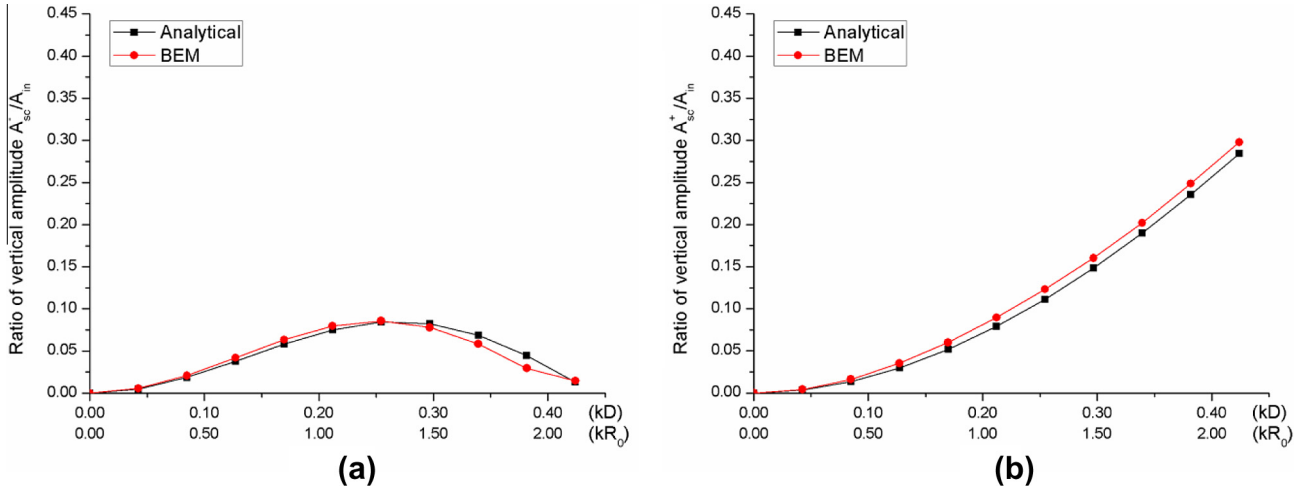 Ratio of vertical amplitude A⁻sc/Ain
0.45
0.40
0.35
0.30
0.25
0.20
0.15
0.10
0.05
0.00
Analytical
BEM
0.00 0.10 0.20 0.30 0.40 (kD)
0.00 0.50 1.00 1.50 2.00 (kR₀)
(a)
Ratio of vertical amplitude A⁺sc/Ain
0.45
0.40
0.35
0.30
0.25
0.20
0.15
0.10
0.05
0.00
Analytical
BEM
0.00 0.10 0.20 0.30 0.40 (kD)
0.00 0.50 1.00 1.50 2.00 (kR₀)
(b)